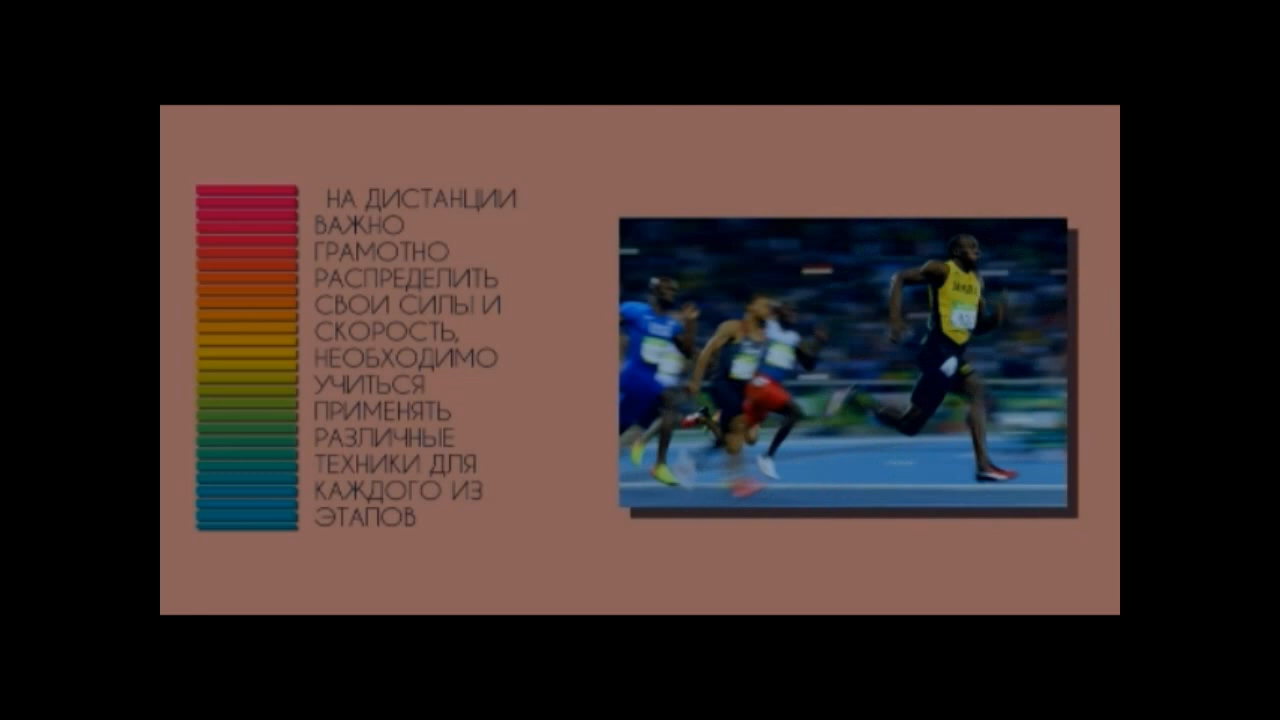 НА ДИСТАНЦИИ
ВАЖНО
ГРАМОТНО
РАСПРЕДЕЛИТЬ
СВОИ СИЛЫ И
СКОРОСТЬ,
НЕОБХОДИМО
УЧИТЬСЯ
ПРИМЕНЯТЬ
РАЗЛИЧНЫЕ
ТЕХНИКИ ДЛЯ
КАЖДОГО ИЗ
ЭТАПОВ